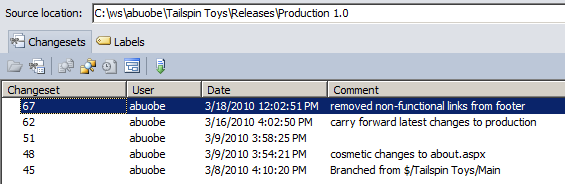 Source location: C:\ws\abuobe\Tailspin Toys\Releases\Production 1.0
Changesets Labels
Changeset User Date Comment
67 abuobe 3/18/2010 12:02:51 PM removed non-functional links from footer
62 abuobe 3/16/2010 4:02:50 PM carry forward latest changes to production
51 abuobe 3/9/2010 3:58:25 PM
48 abuobe 3/9/2010 3:54:21 PM cosmetic changes to about.aspx
45 abuobe 3/8/2010 4:10:20 PM Branched from $/Tailspin Toys/Main